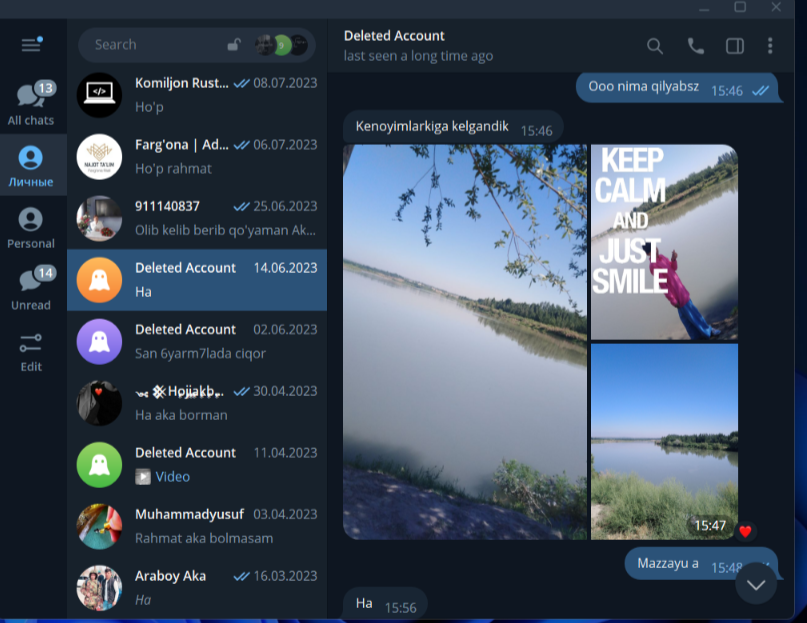 Search
9
13
All chats
Личные
Personal
14
Unread
Edit
Komiljon Rust... 08.07.2023
Ho'p
Farg'ona | Ad... 06.07.2023
Ho'p rahmat
911140837 25.06.2023
Olib kelib berib qo'yaman Ak...
Deleted Account 14.06.2023
Ha
Deleted Account 02.06.2023
San 6yarm7lada ciqor
Hojiakb... 30.04.2023
Ha aka borman
Deleted Account 11.04.2023
Video
Muhammadyusuf 03.04.2023
Rahmat aka bolmasam
Araboy Aka 16.03.2023
Ha
Deleted Account
last seen a long time ago
Ooo nima qilyabsz 15:46
Kenoyimlarkiga kelgandik 15:46
KEEP
CALM
AND
JUST
SMILE
15:47
Mazzayu a 15:48
Ha 15:56